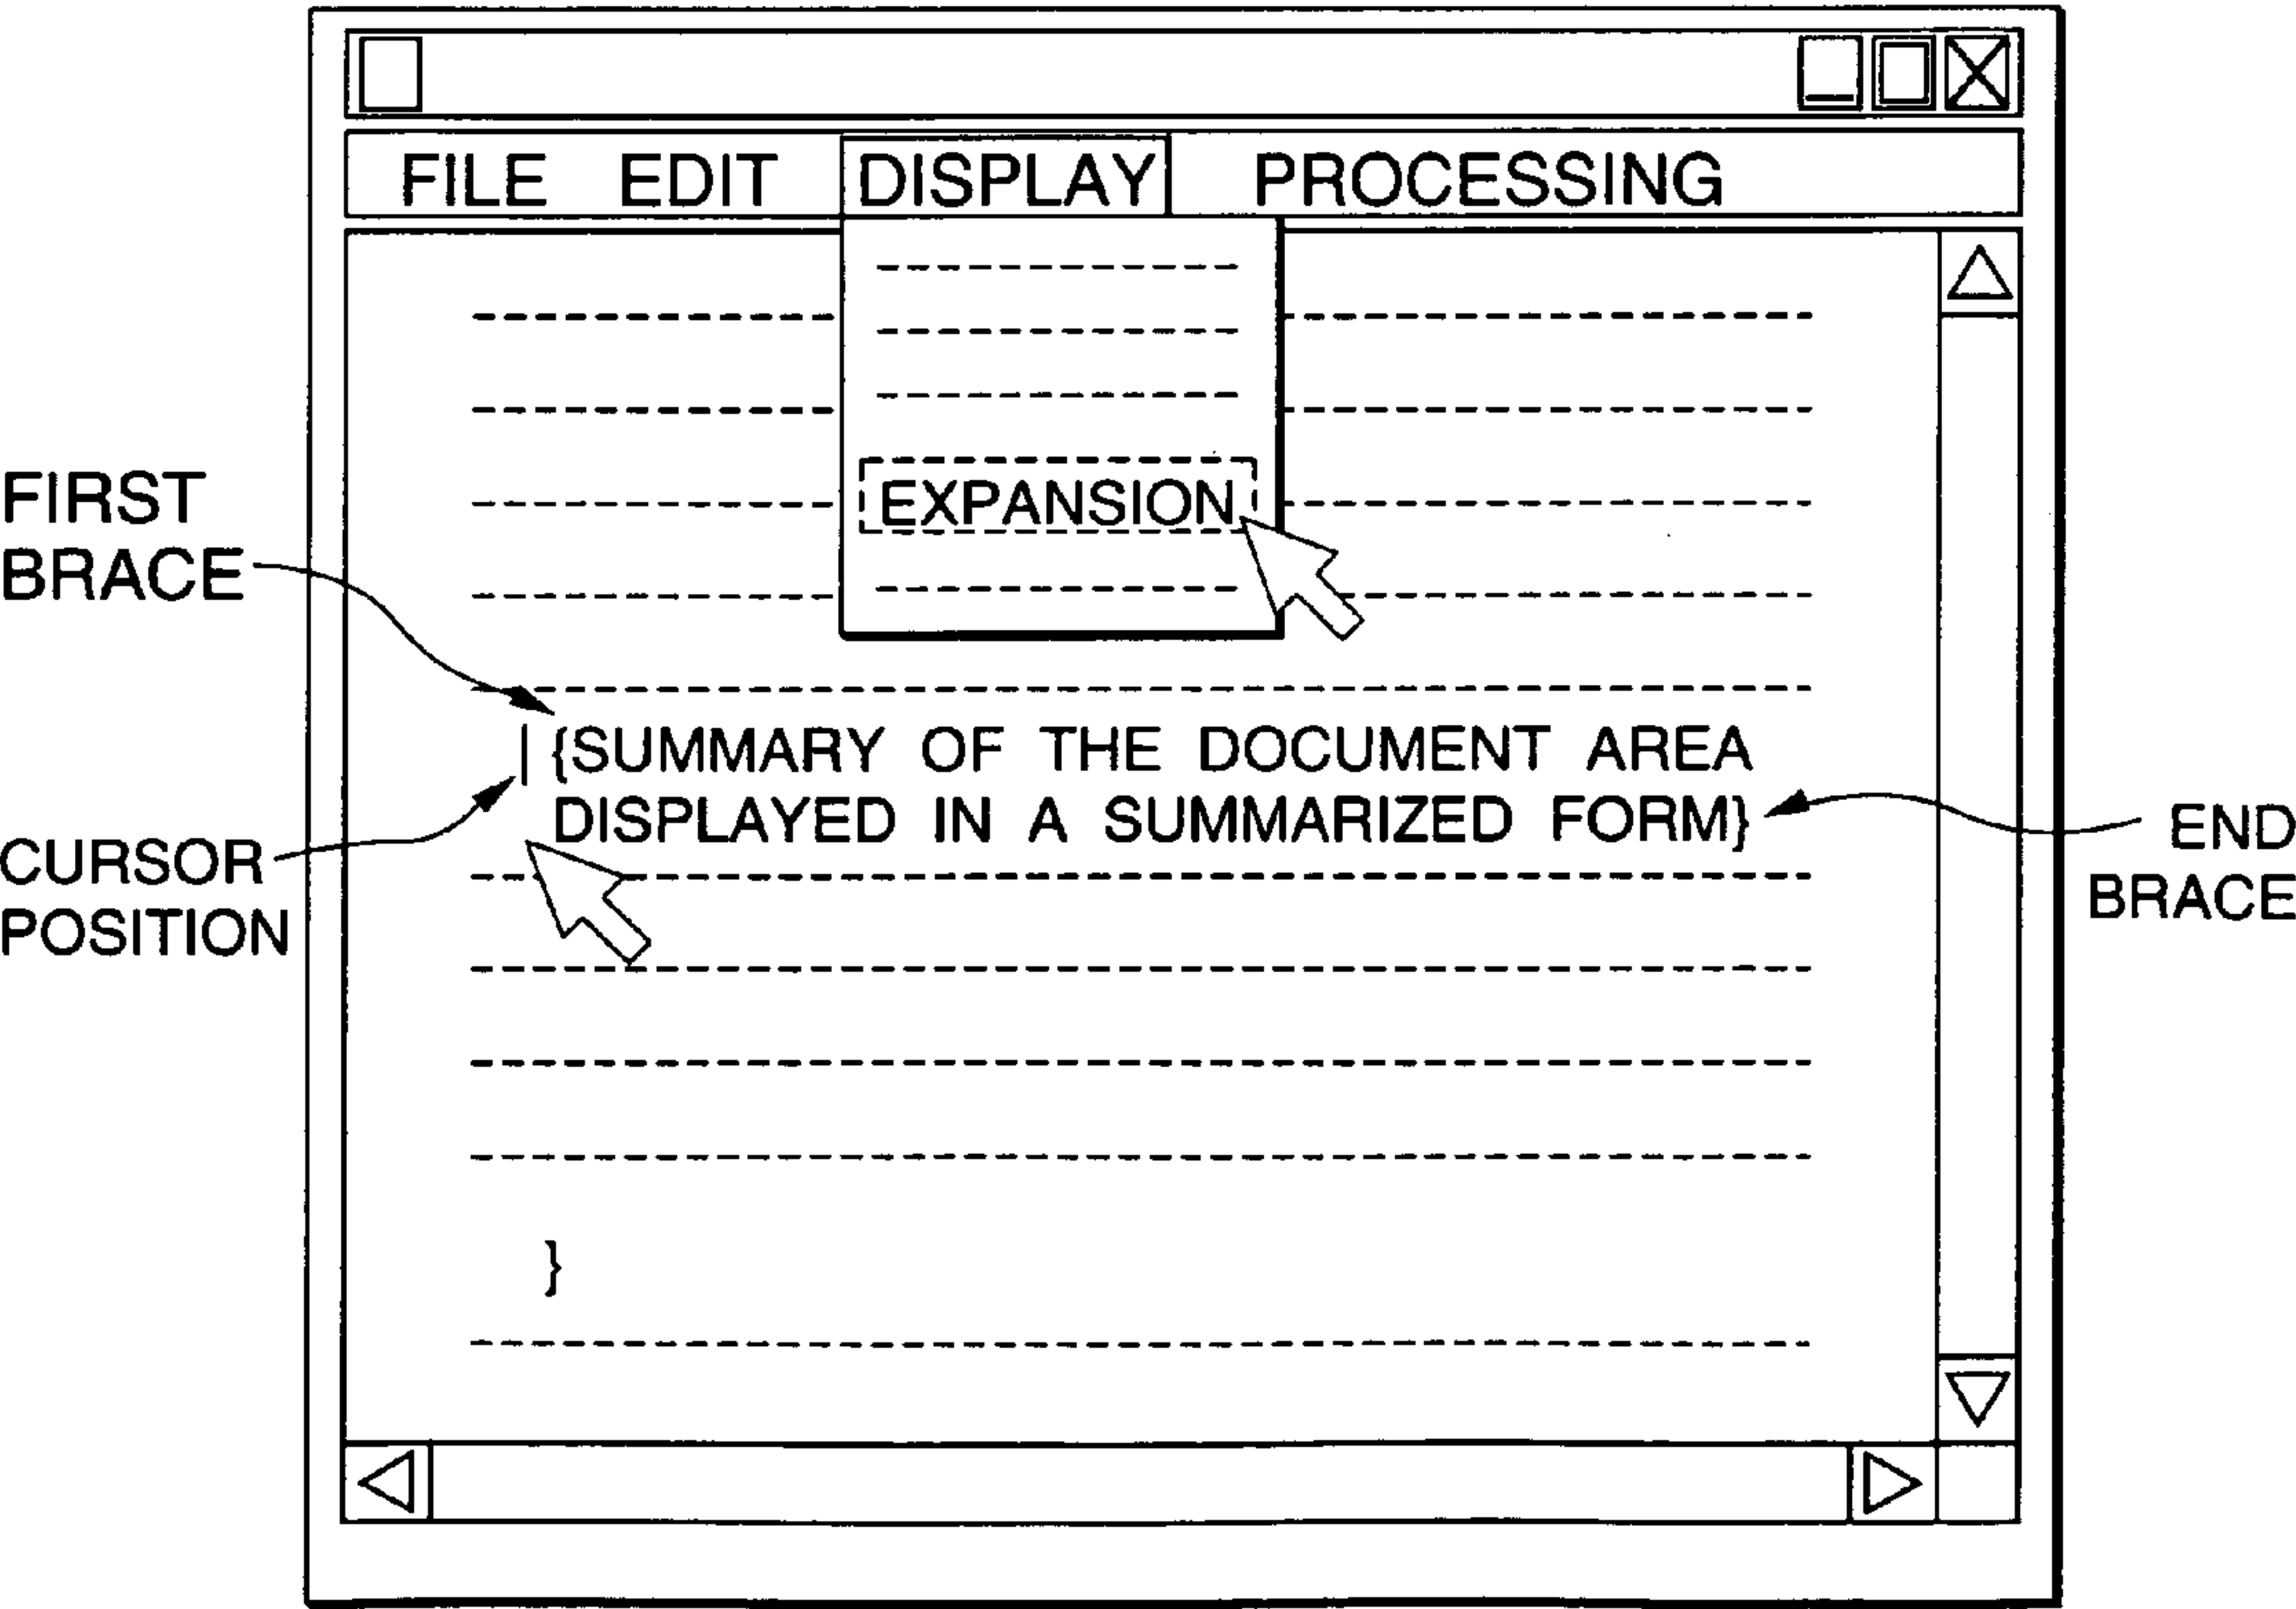 FILE EDIT DISPLAY PROCESSING
EXPANSION
FIRST
BRACE
{SUMMARY OF THE DOCUMENT AREA
DISPLAYED IN A SUMMARIZED FORM}
CURSOR
POSITION
END
BRACE
}